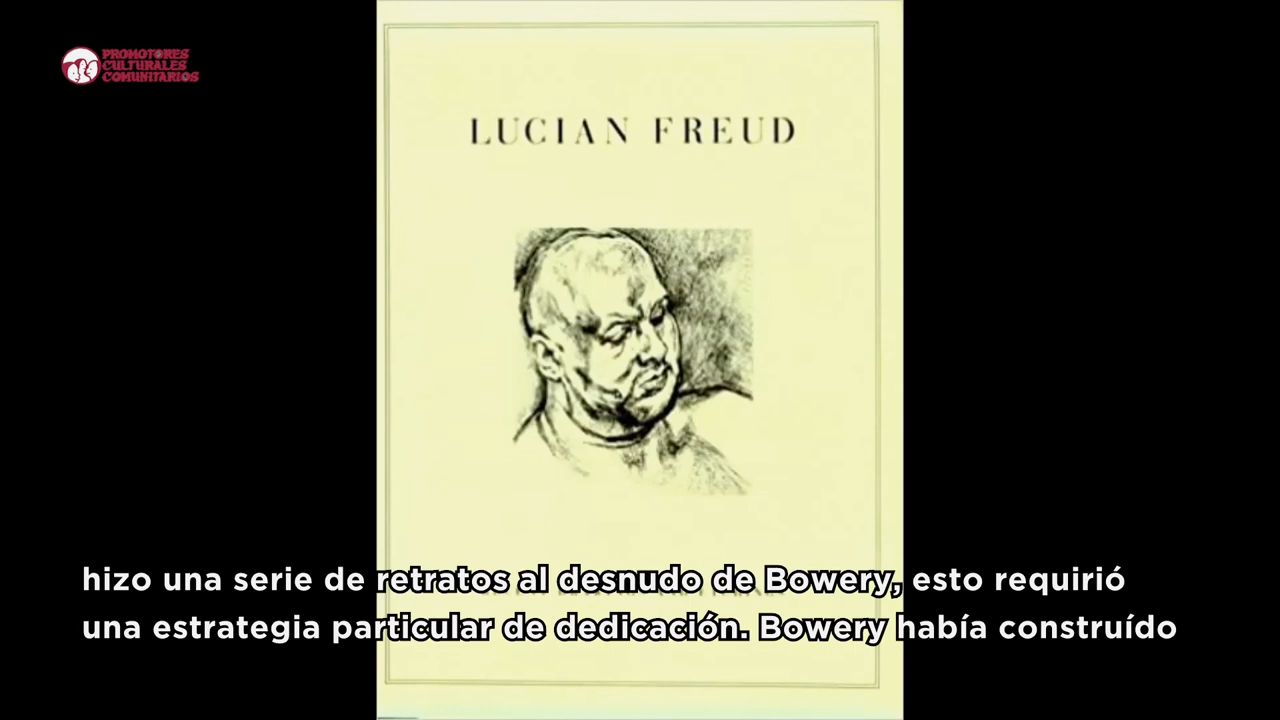 PROMOTORES
CULTURALES
COMUNITARIOS
LUCIAN FREUD
hizo una serie de retratos al desnudo de Bowery, esto requirió
una estrategia particular de dedicación. Bowery había construído